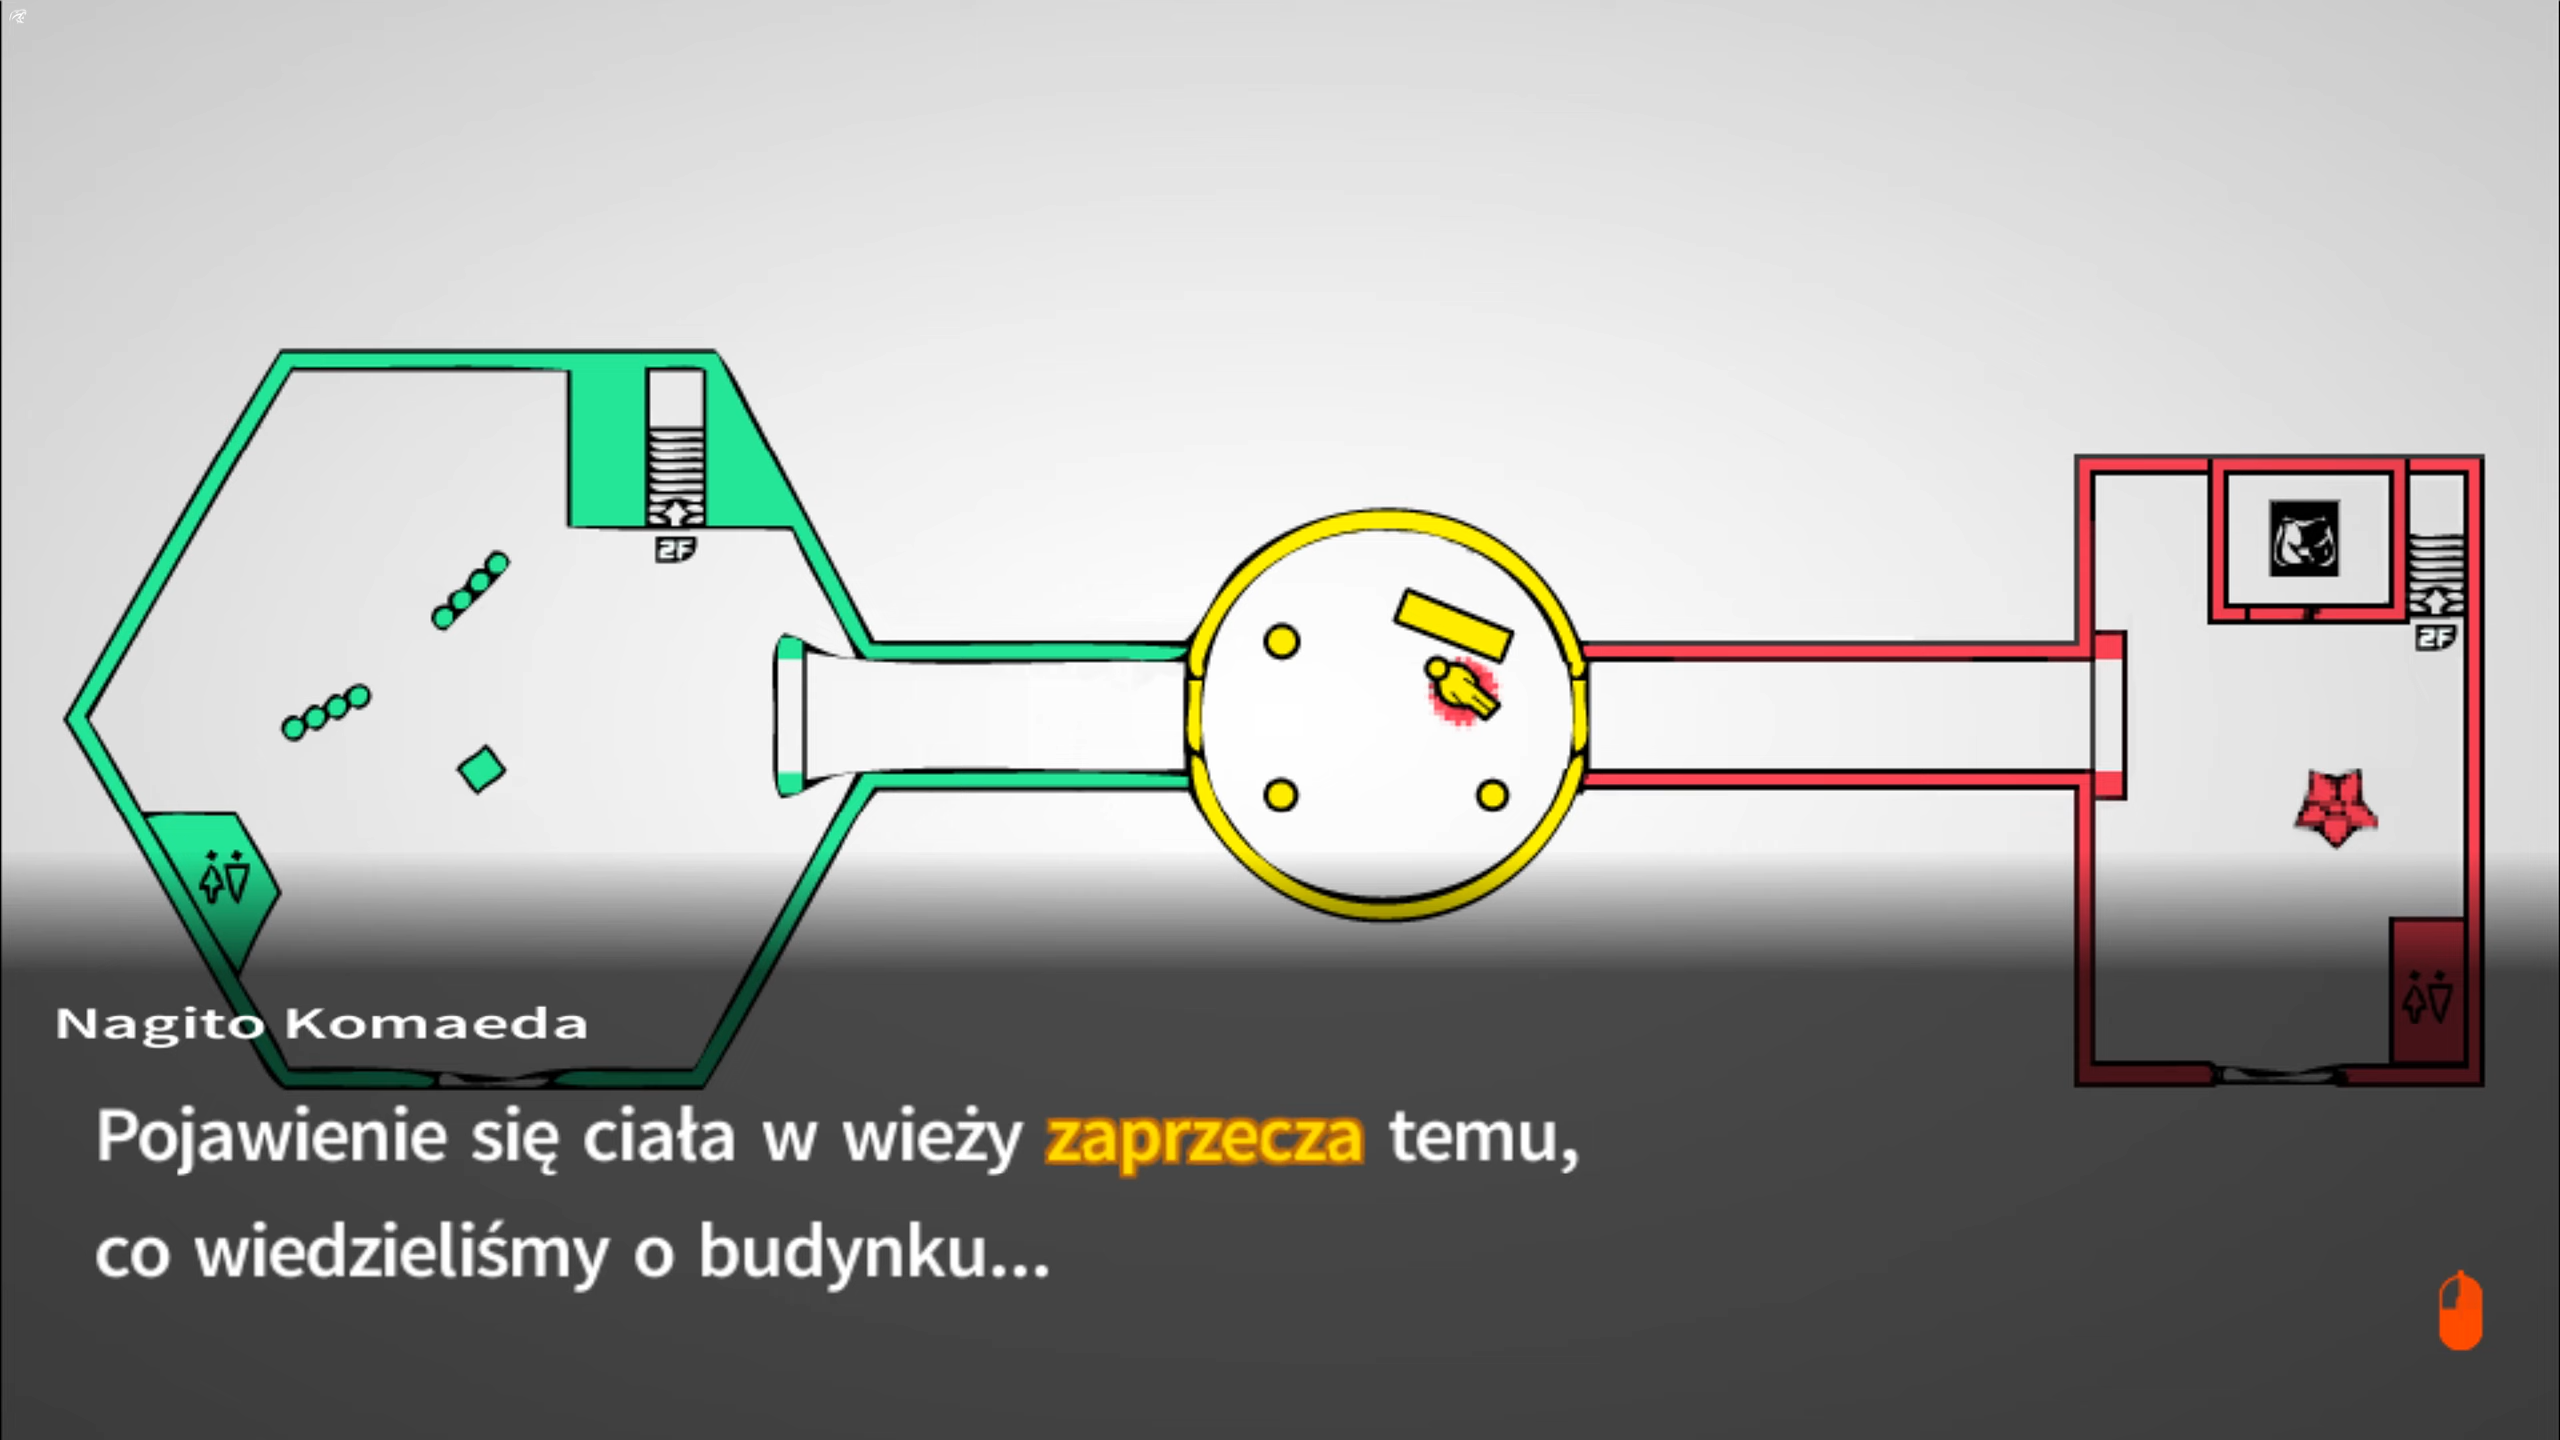 2F
2F
Nagito Komaeda
Pojawienie się ciała w wieży zaprzecza temu,
co wiedzieliśmy o budynku...